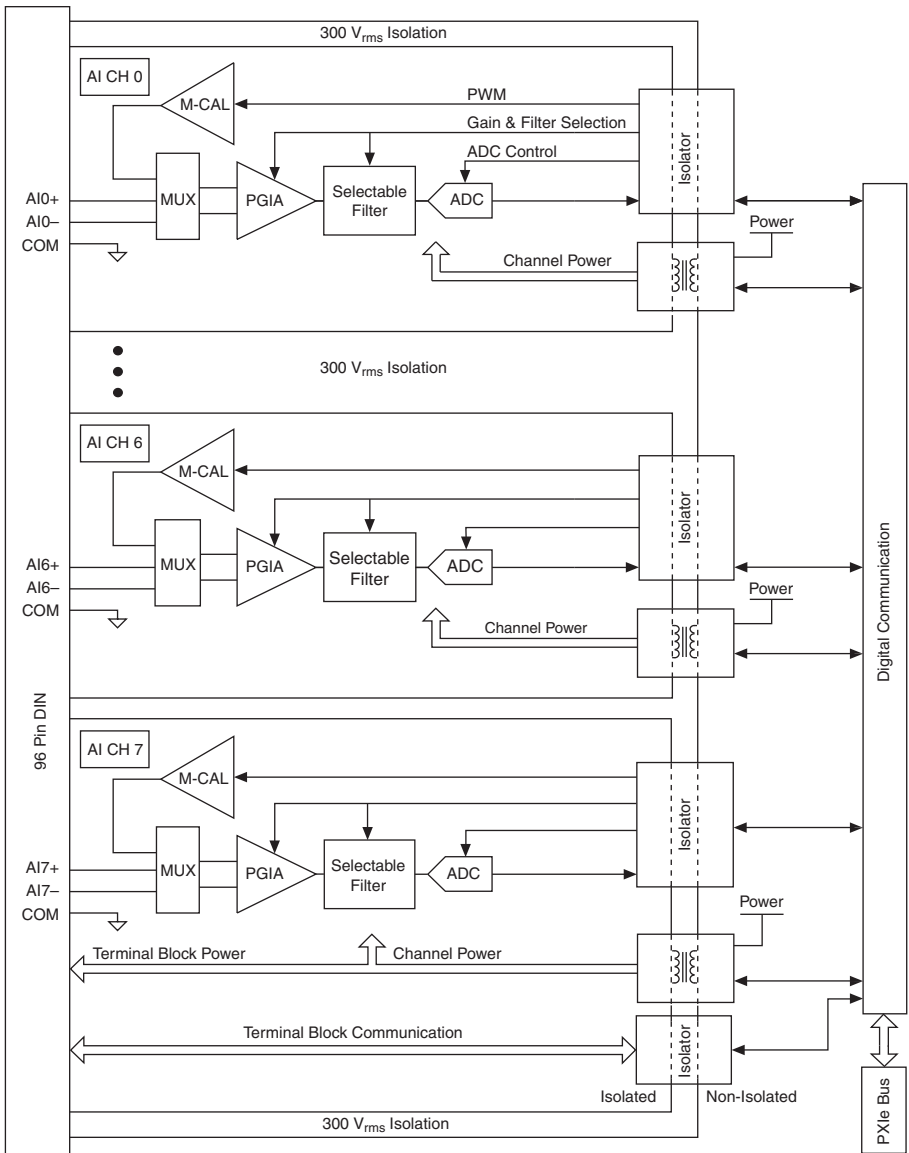 300 Vrms Isolation
AI CH 0
M-CAL
PWM
Gain & Filter Selection
ADC Control
Isolator
MUX
PGIA
Selectable
Filter
ADC
AI0+
AI0–
COM
Power
Channel Power
300 Vrms Isolation
AI CH 6
M-CAL
Isolator
MUX
PGIA
Selectable
Filter
ADC
AI6+
AI6–
COM
Power
Channel Power
Digital Communication
96 Pin DIN
AI CH 7
M-CAL
Isolator
MUX
PGIA
Selectable
Filter
ADC
AI7+
AI7–
COM
Power
Terminal Block Power
Channel Power
Terminal Block Communication
Isolator
Isolated
Non-Isolated
300 Vrms Isolation
PXIe Bus